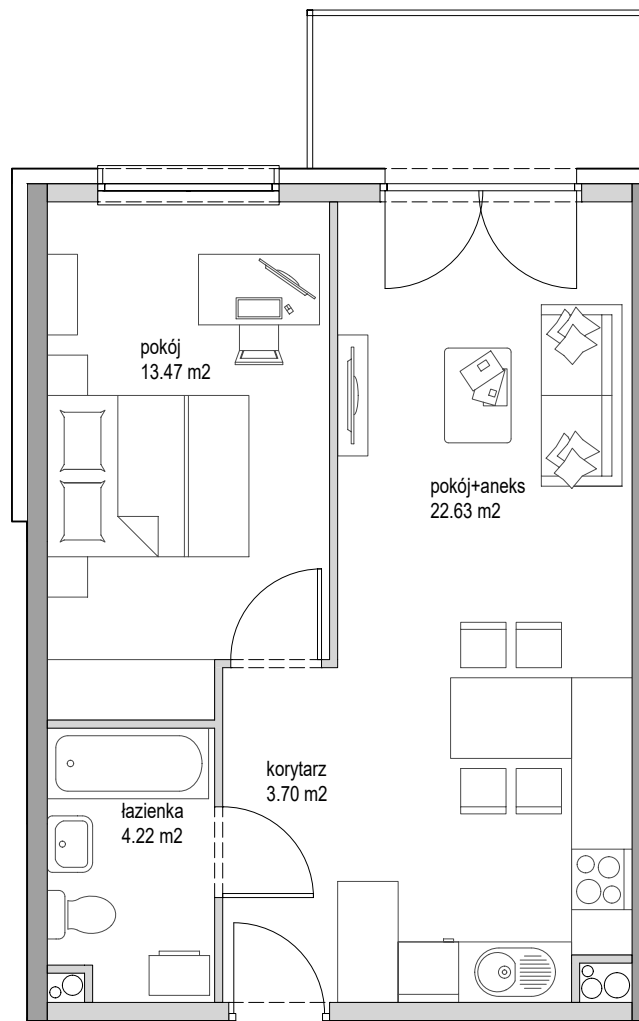 pokój
13.47 m2
pokój+aneks
22.63 m2
korytarz
3.70 m2
łazienka
4.22 m2